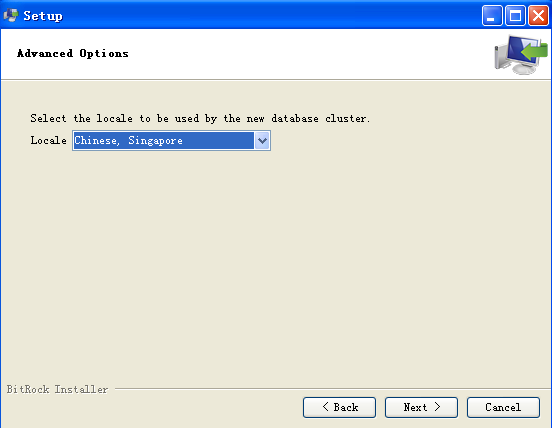 Setup
Advanced Options
Select the locale to be used by the new database cluster.
Locale Chinese, Singapore
BitRock Installer
< Back Next > Cancel